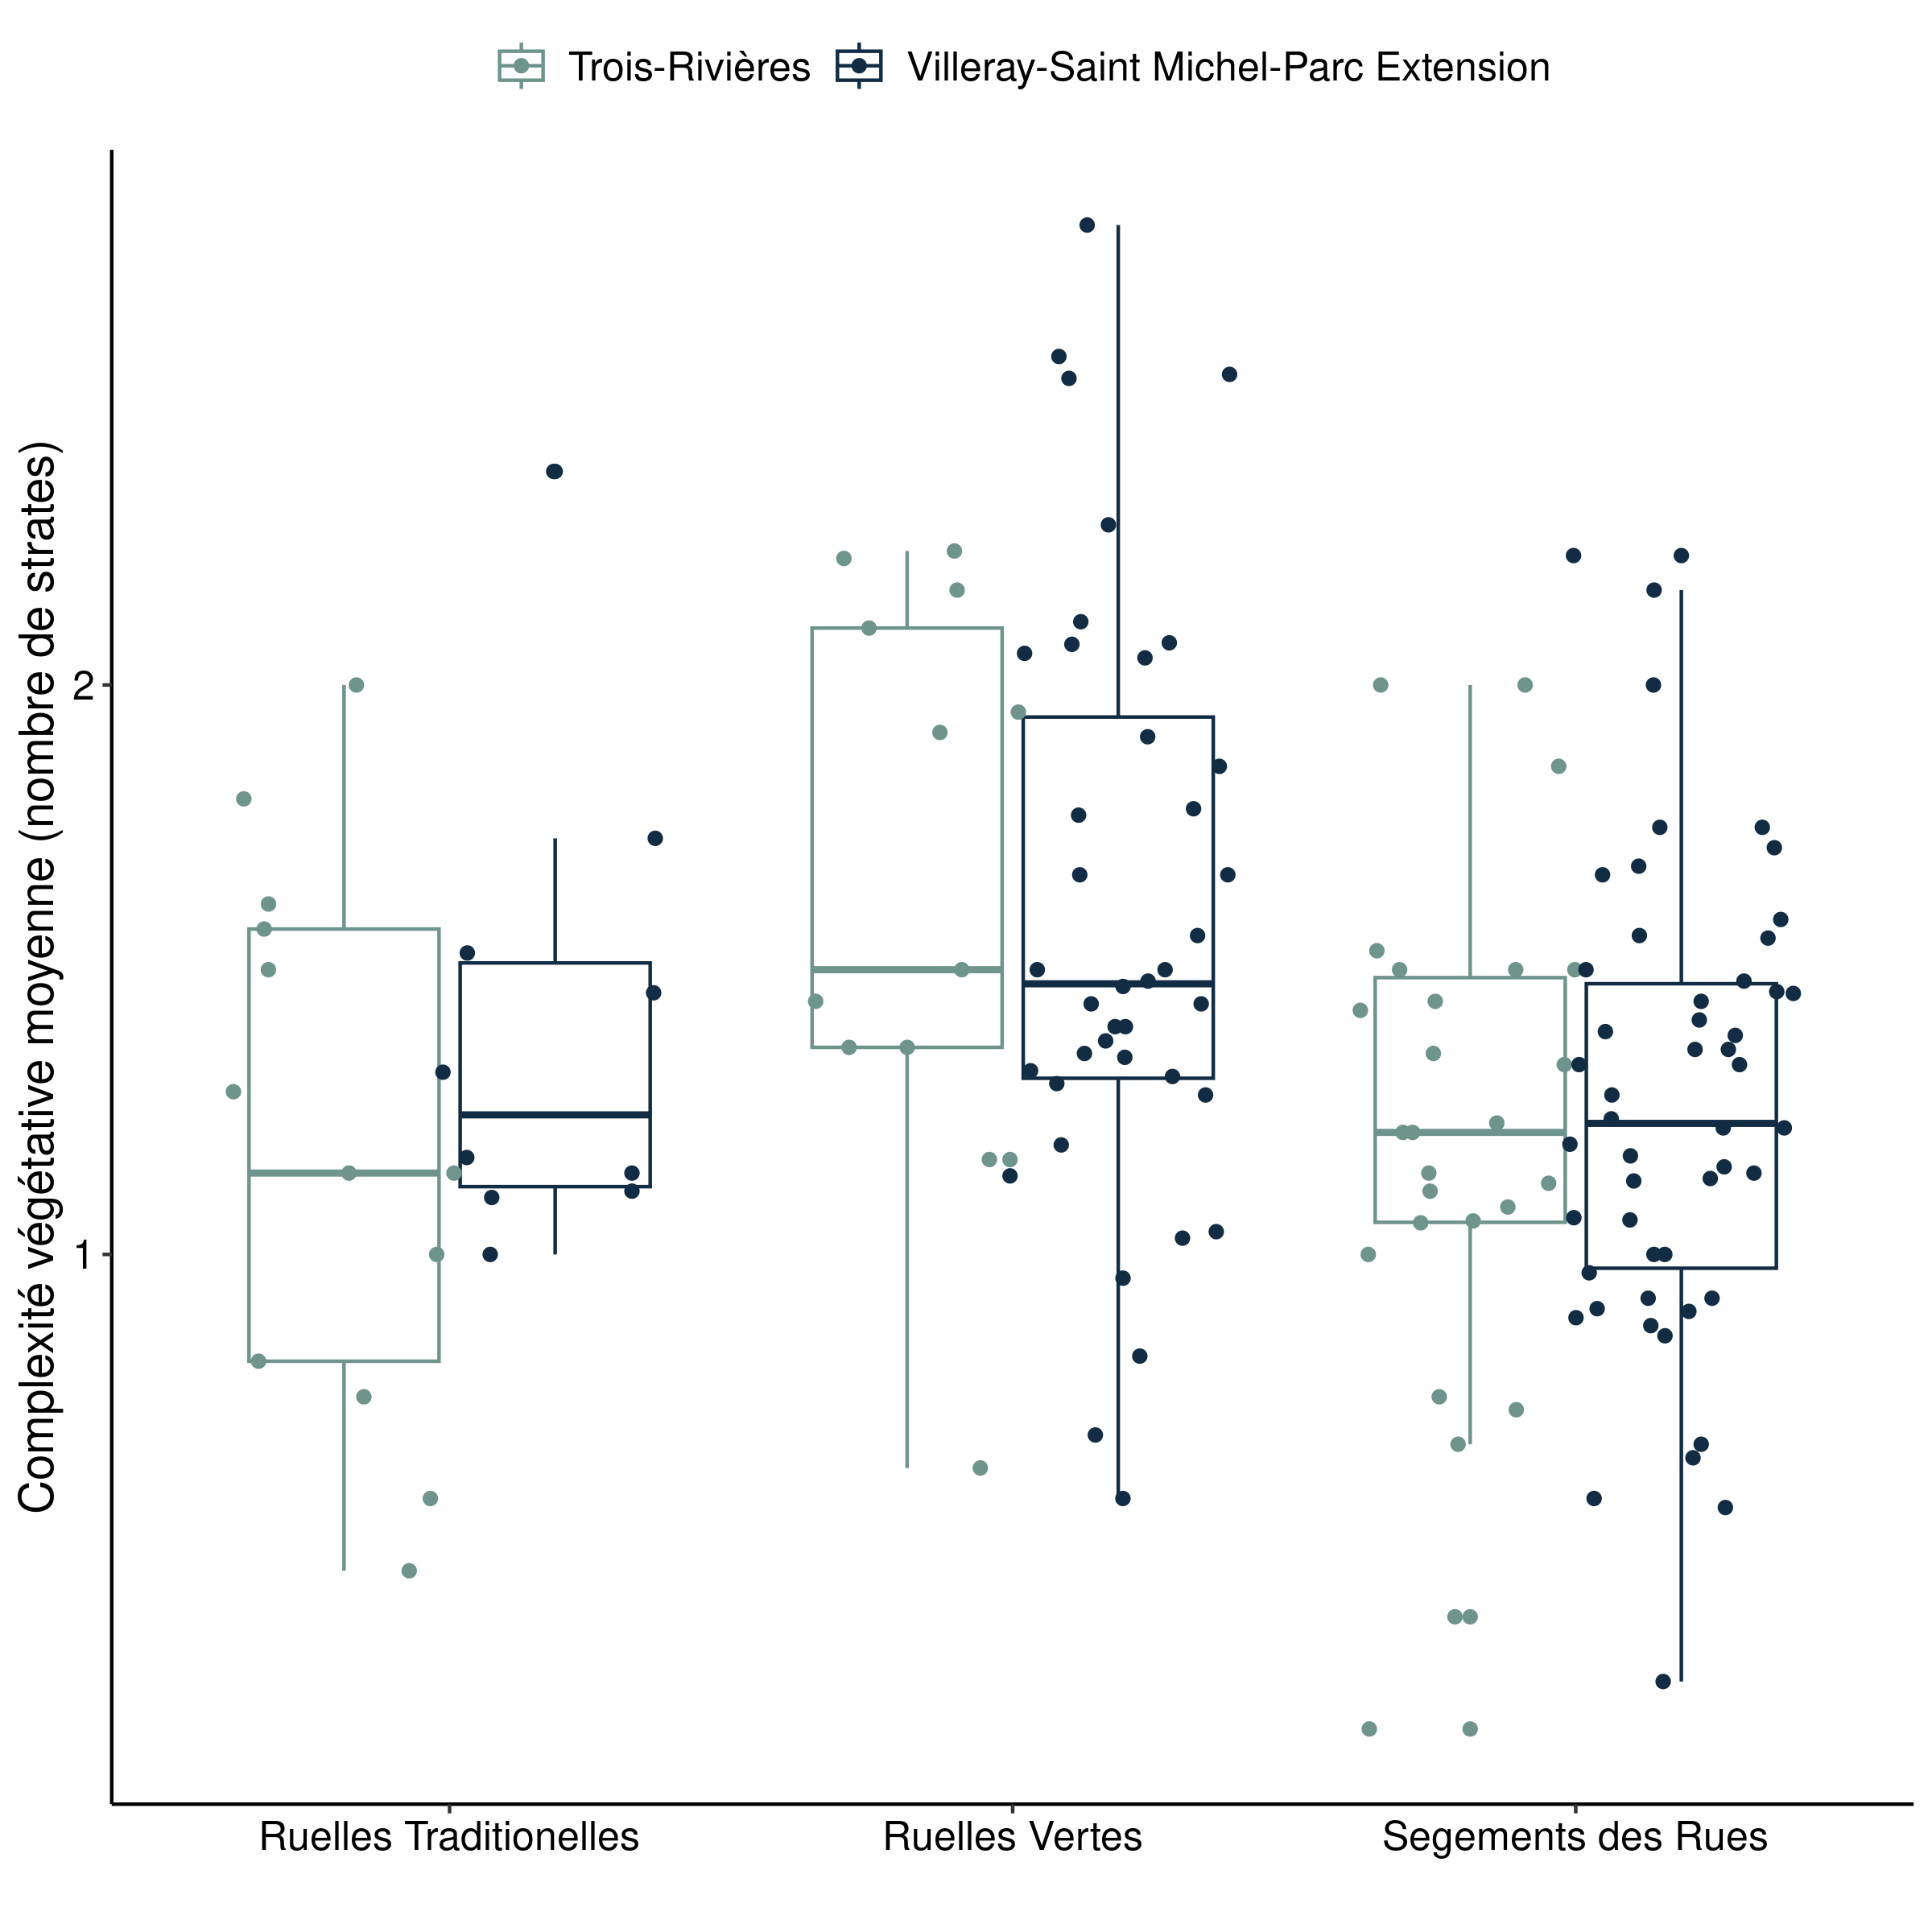 Trois-Rivières Villeray-Saint Michel-Parc Extension
Complexité végétative moyenne (nombre de strates)
2
1
Ruelles Traditionelles Ruelles Vertes Segements des Rues